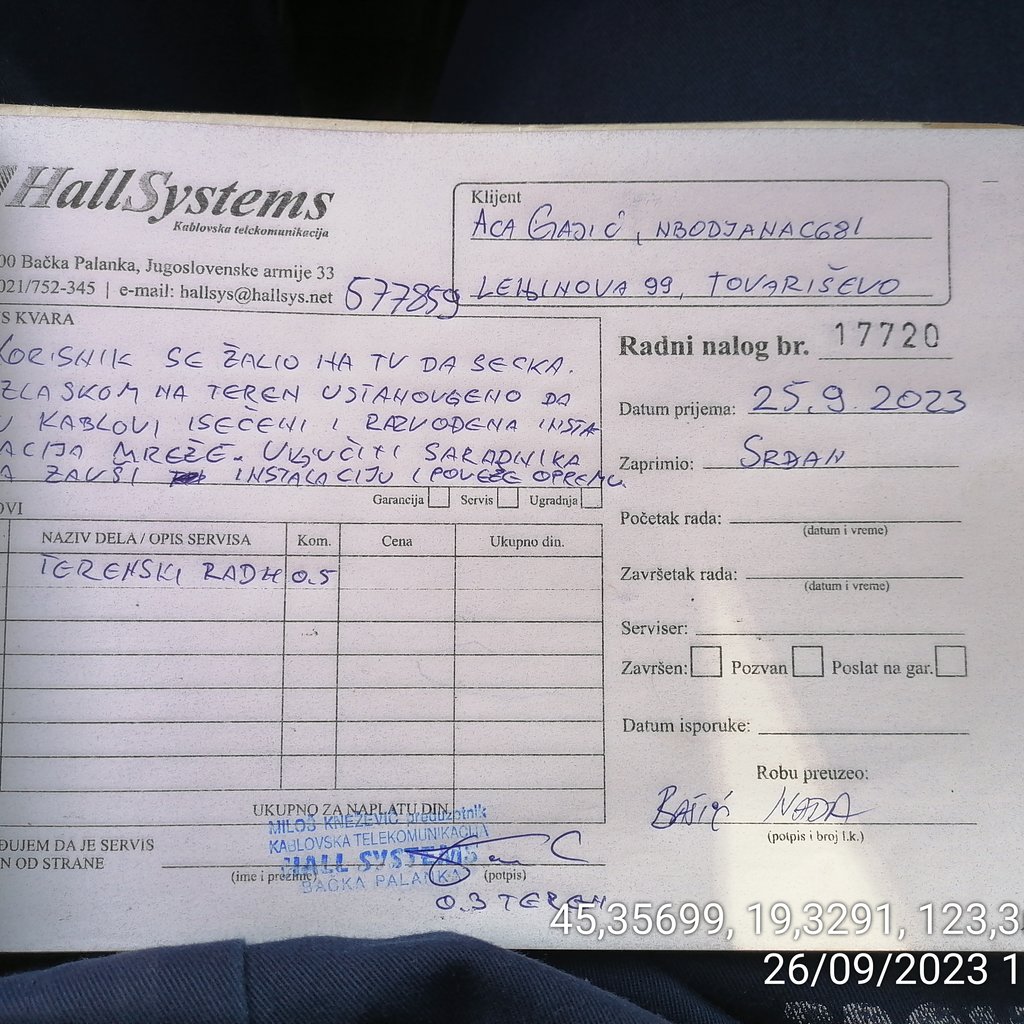 HallSystems
Kablovska telekomunikacija
00 Bačka Palanka, Jugoslovenske armije 33
021/752-345 | e-mail: hallsys@hallsys.net
677859
Klijent
ACA GAJIĆ, NBODJANAC681
LENJINOVA 99, TOVARIŠEVO
S KVARA
KORISNIK SE ŽALIO NA TV DA SECKA.
ZLASKOM NA TEREN USTANOVLJENO DA
U KABLOVI ISEČENI I RAZVODENA INSTA
ACIJA MREŽE. UKLJUČITI SARADNIKA
A ZAVRŠI INSTALACIJU I POVEŽE OPREMU.
Garancija Servis Ugradnja
Radni nalog br. 17720
Datum prijema: 25.9.2023
Zaprimio: SRĐAN
Početak rada:
(datum i vreme)
Završetak rada:
(datum i vreme)
Serviser:
Završen: Pozvan Poslat na gar.
Datum isporuke:
Robu preuzeo:
BAŠIĆ NADA
(potpis i broj l.k.)
OVI
NAZIV DELA / OPIS SERVISA Kom. Cena Ukupno din.
TERENSKI RADN 0.5
UKUPNO ZA NAPLATU DIN.
MILOŠ KNEŽEVIĆ preduzetnik
KABLOVSKA TELEKOMUNIKACIJA
HALL SYSTEMS
BAČKA PALANKA
ĐUJEM DA JE SERVIS
N OD STRANE
(ime i prezime) (potpis)
0.3 TEREN
45,35699, 19,3291, 123,3
26/09/2023 1